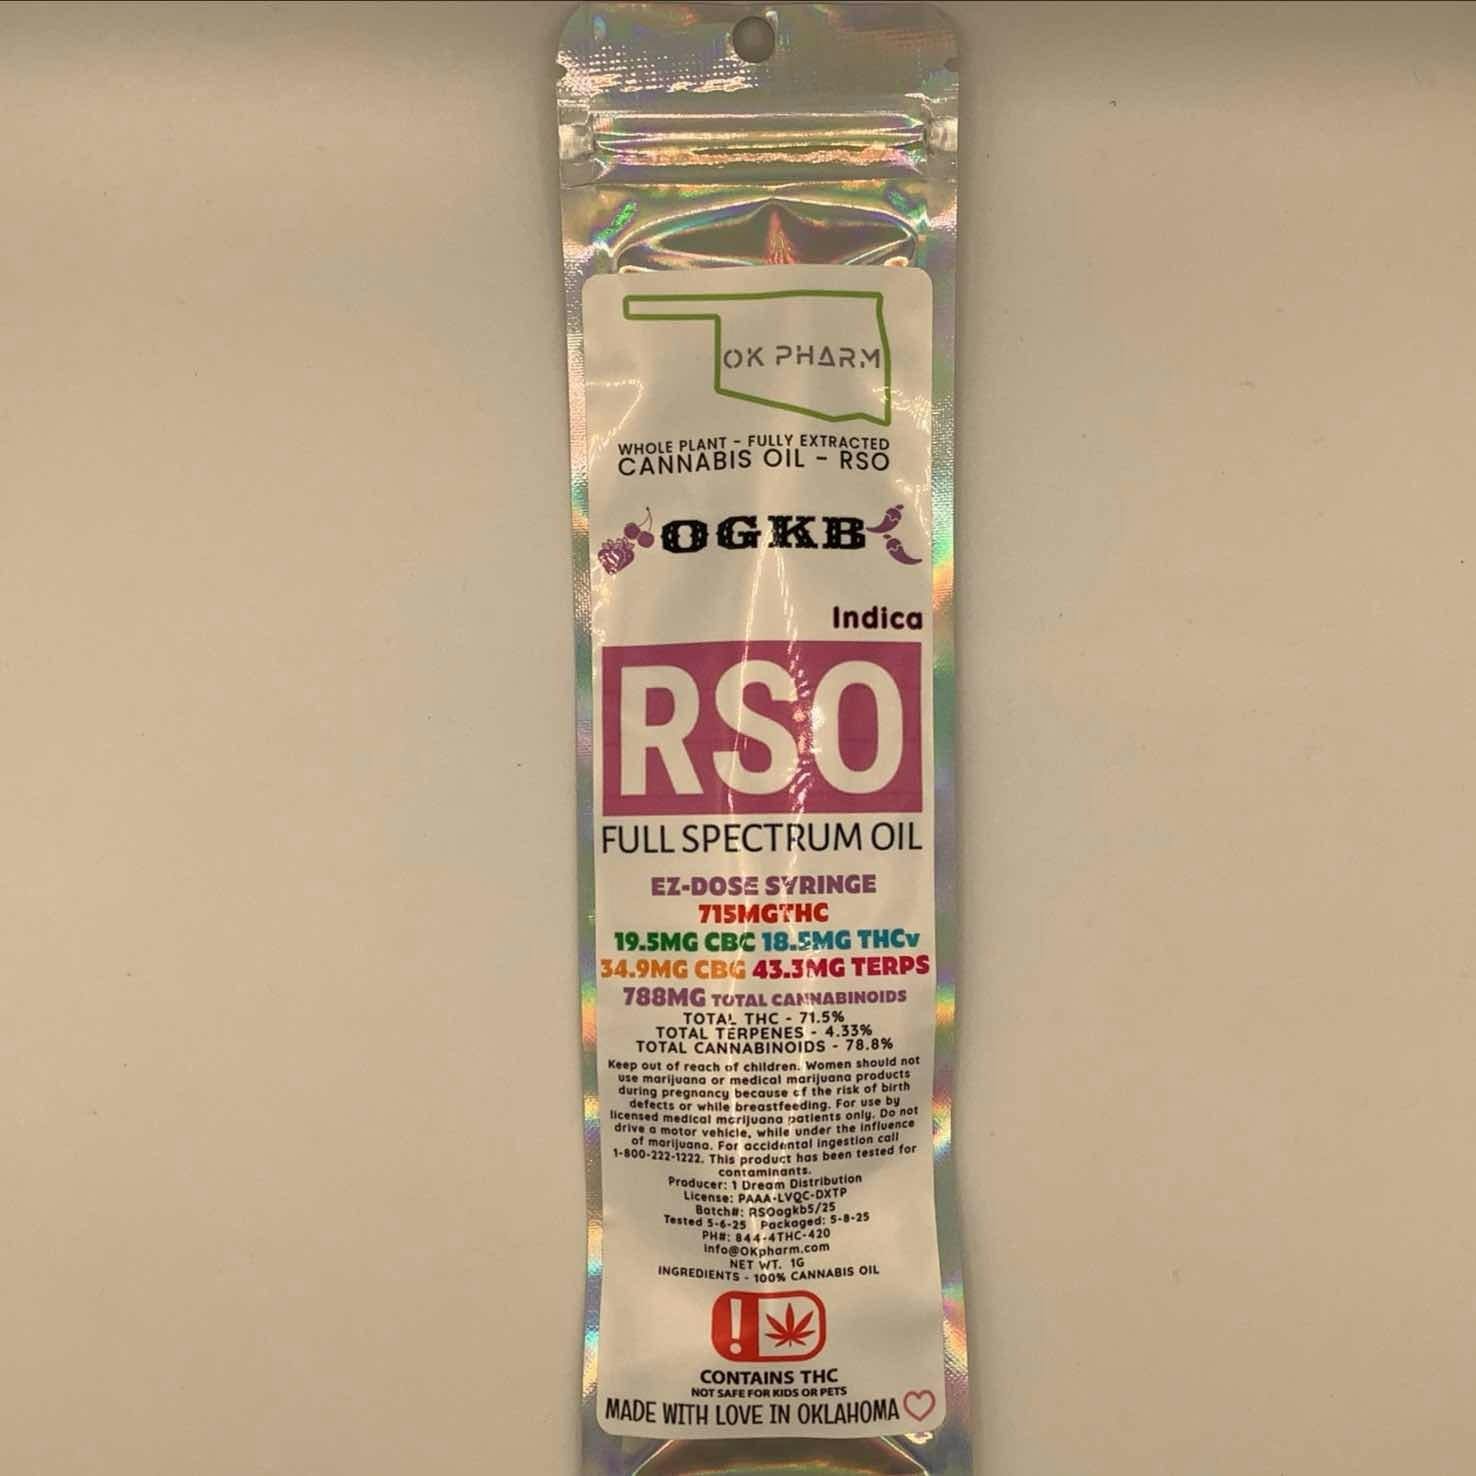 OK PHARM
WHOLE PLANT - FULLY EXTRACTED
CANNABIS OIL - RSO
OGKB
Indica
RSO
FULL SPECTRUM OIL
EZ-DOSE SYRINGE
715MGTHC
19.5MG CBC 18.5MG THCv
34.9MG CBG 43.3MG TERPS
788MG TOTAL CANNABINOIDS
TOTAL THC - 71.5%
TOTAL TERPENES - 4.33%
TOTAL CANNABINOIDS - 78.8%
Keep out of reach of children. Women should not
use marijuana or medical marijuana products
during pregnancy because of the risk of birth
defects or while breastfeeding. For use by
licensed medical marijuana patients only. Do not
drive a motor vehicle, while under the influence
of marijuana. For accidental ingestion call
1-800-222-1222. This product has been tested for
contaminants.
Producer: 1 Dream Distribution
License: PAAA-LVQC-DXTP
Batch#: RSOogkb5/25
Tested 5-6-25 Packaged: 5-8-25
PH#: 844-4THC-420
Info@OKpharm.com
NET WT. 1G
INGREDIENTS - 100% CANNABIS OIL
!
CONTAINS THC
NOT SAFE FOR KIDS OR PETS
MADE WITH LOVE IN OKLAHOMA